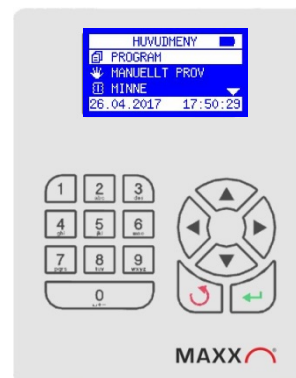 HUVUDMENY
PROGRAM
MANUELLT PROV
MINNE
26.04.2017 17:50:29
1 2 3
abc def
4 5 6
ghi jkl mno
7 8 9
pqrs tuv wxyz
0
MAXX